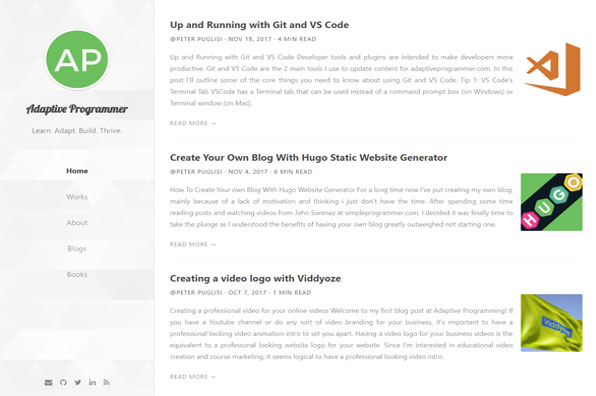 AP
Adaptive Programmer
Learn. Adapt. Build. Thrive.
Home
Works
About
Blogs
Books
Up and Running with Git and VS Code
@PETER PUGLISI - NOV 18, 2017 - 4 MIN READ
Up and Running with Git and VS Code Developer tools and plugins are intended to make developers more
productive. Git and VS Code are the 2 main tools I use to update content for adaptiveprogrammer.com. In this
post I'll outline some of the core things you need to know about using Git and VS Code. Tip 1: VS Code's
Terminal Tab VSCode has a Terminal tab that can be used instead of a command prompt box (on Windows) or
Terminal window (on Mac).
READ MORE →
Create Your Own Blog With Hugo Static Website Generator
@PETER PUGLISI - NOV 4, 2017 - 6 MIN READ
How To Create Your own Blog With Hugo Website Generator For a long time now I've put creating my own blog,
mainly because of a lack of motivation and thinking i just don't have the time. After spending some time
reading posts and watching videos from John Sonmez at simpleprogrammer.com, I decided it was finally time to
take the plunge as I understood the benefits of having your own blog greatly outweighed not starting one.
READ MORE →
HUGO
Creating a video logo with Viddyoze
@PETER PUGLISI - OCT 7, 2017 - 1 MIN READ
Creating a professional video for your online videos Welcome to my first blog post at Adaptive Programming! If
you have a Youtube channel or do any sort of video branding for your business. It's important to have a
professional looking video animation intro to set you apart. Having a video logo for your business videos is the
equivalent to a professonal looking website logo for your website. Since I'm interested in educational video
creation and course marketing, it seems logical to have a professional looking video intro.
READ MORE →